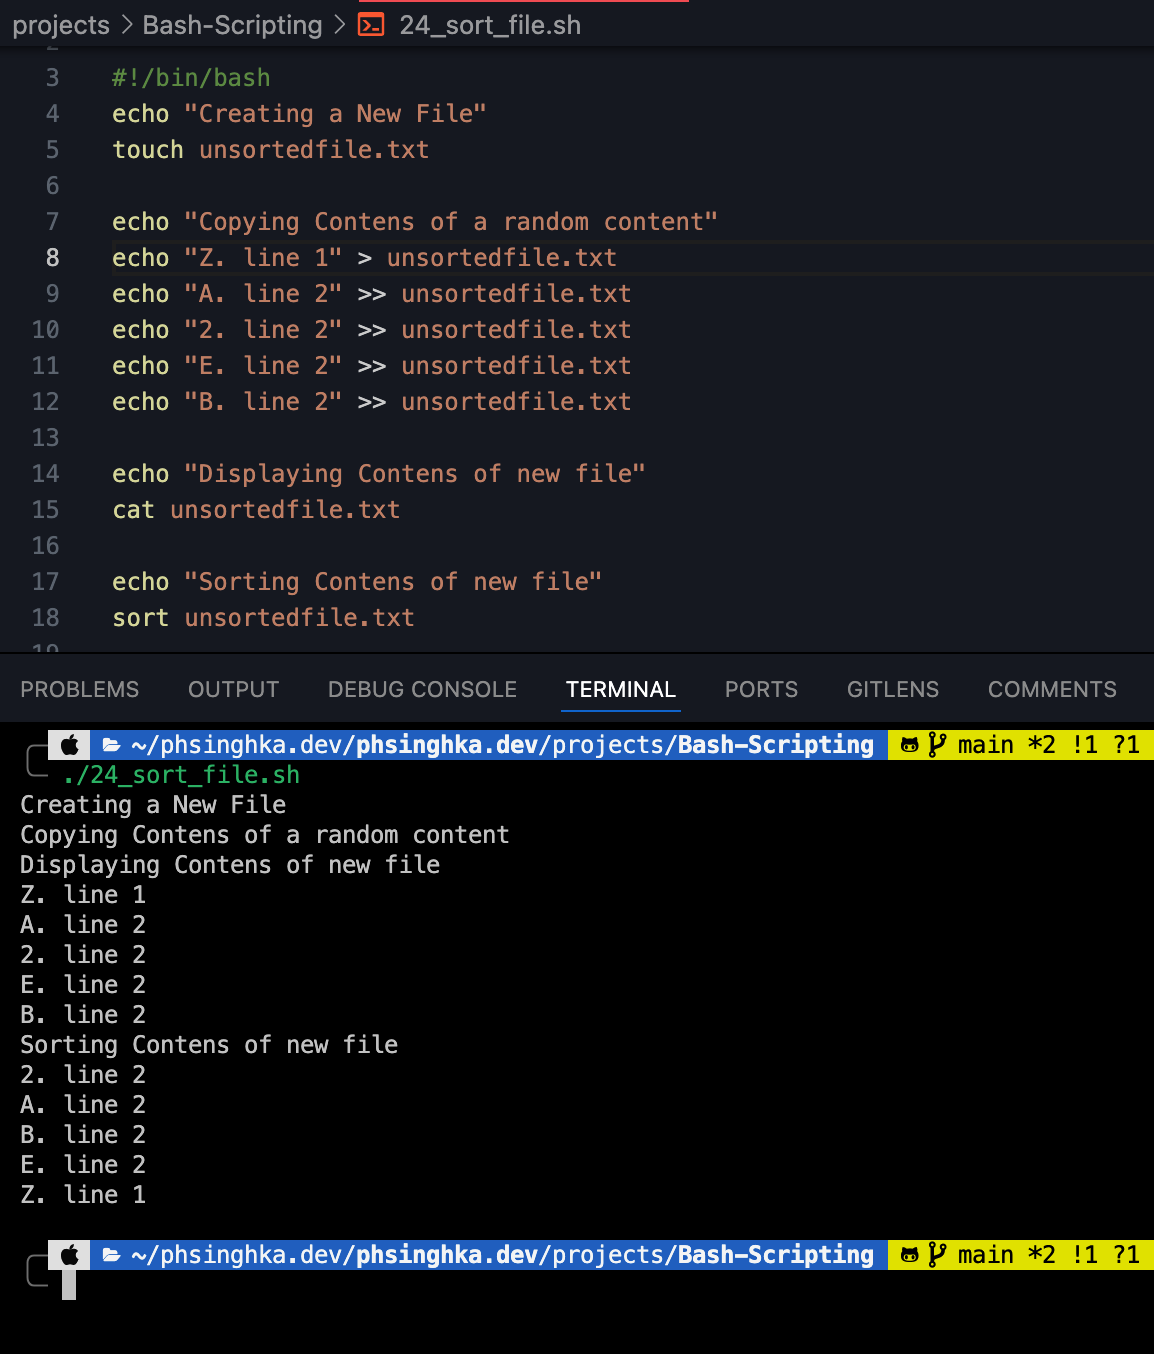 projects > Bash-Scripting > 24_sort_file.sh
3 #!/bin/bash
4 echo "Creating a New File"
5 touch unsortedfile.txt
6
7 echo "Copying Contens of a random content"
8 echo "Z. line 1" > unsortedfile.txt
9 echo "A. line 2" >> unsortedfile.txt
10 echo "2. line 2" >> unsortedfile.txt
11 echo "E. line 2" >> unsortedfile.txt
12 echo "B. line 2" >> unsortedfile.txt
13
14 echo "Displaying Contens of new file"
15 cat unsortedfile.txt
16
17 echo "Sorting Contens of new file"
18 sort unsortedfile.txt
PROBLEMS OUTPUT DEBUG CONSOLE TERMINAL PORTS GITLENS COMMENTS
~/phsinghka.dev/phsinghka.dev/projects/Bash-Scripting main *2 !1 ?1
./24_sort_file.sh
Creating a New File
Copying Contens of a random content
Displaying Contens of new file
Z. line 1
A. line 2
2. line 2
E. line 2
B. line 2
Sorting Contens of new file
2. line 2
A. line 2
B. line 2
E. line 2
Z. line 1
~/phsinghka.dev/phsinghka.dev/projects/Bash-Scripting main *2 !1 ?1